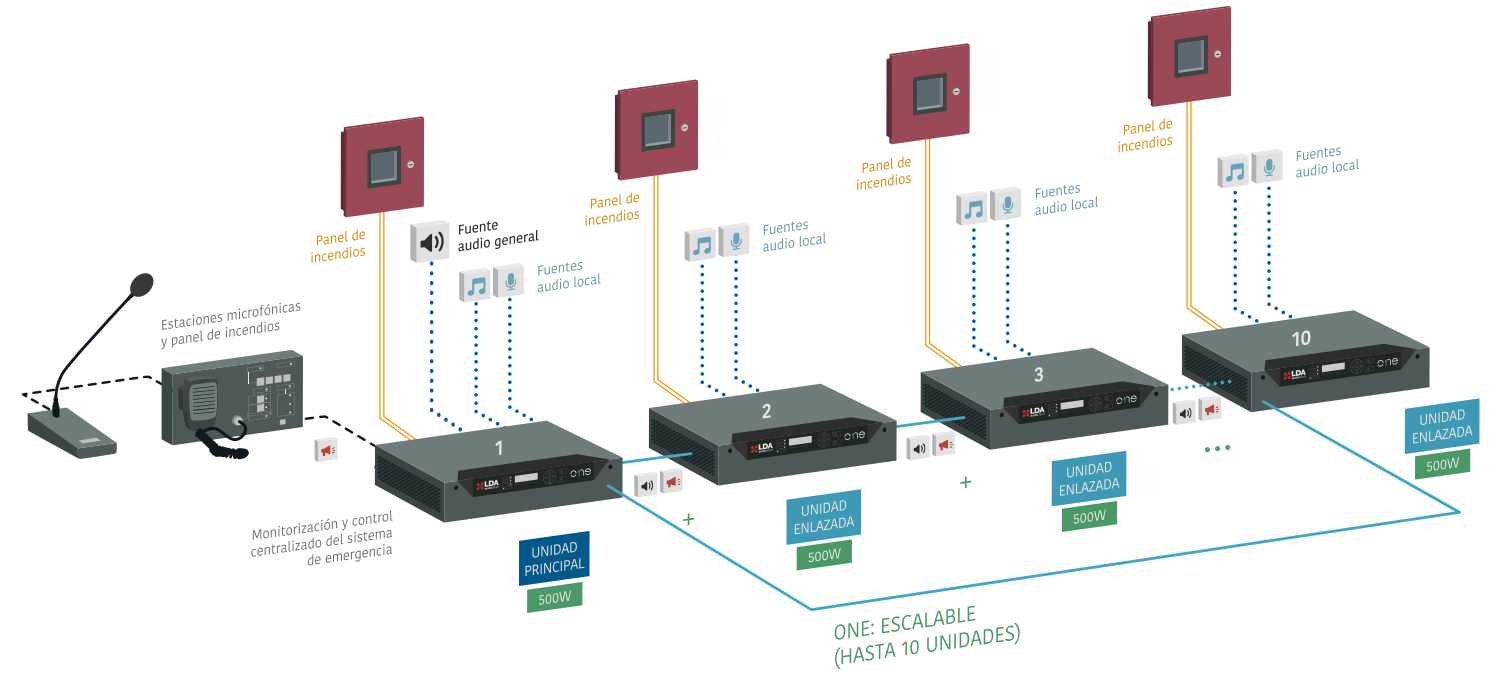 Panel de
incendios
Panel de
incendios
Panel de
incendios
Panel de
incendios
Fuente
audio general
Fuentes
audio local
Fuentes
audio local
Fuentes
audio local
Fuentes
audio local
Estaciones microfónicas
y panel de incendios
1
LDA
one
2
LDA
one
3
LDA
one
10
LDA
one
Monitorización y control
centralizado del sistema
de emergencia
UNIDAD
PRINCIPAL
500W
+
UNIDAD
ENLAZADA
500W
+
UNIDAD
ENLAZADA
500W
...
UNIDAD
ENLAZADA
500W
ONE: ESCALABLE
(HASTA 10 UNIDADES)